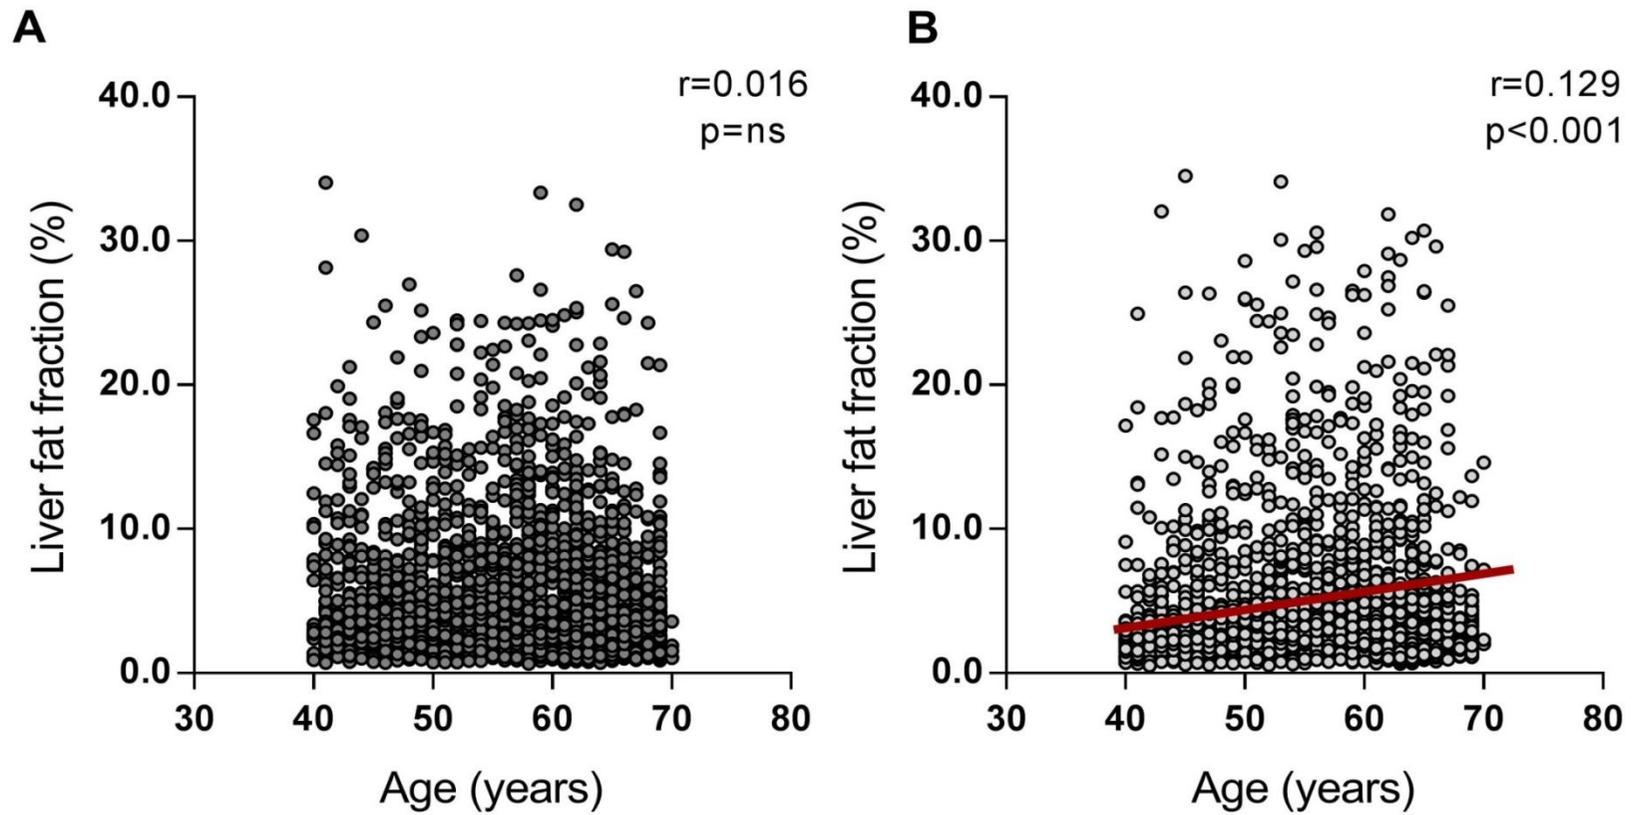 A
r=0.016
p=ns
40.0
30.0
20.0
10.0
0.0
30 40 50 60 70 80
Liver fat fraction (%)
Age (years)
B
r=0.129
p<0.001
40.0
30.0
20.0
10.0
0.0
30 40 50 60 70 80
Liver fat fraction (%)
Age (years)